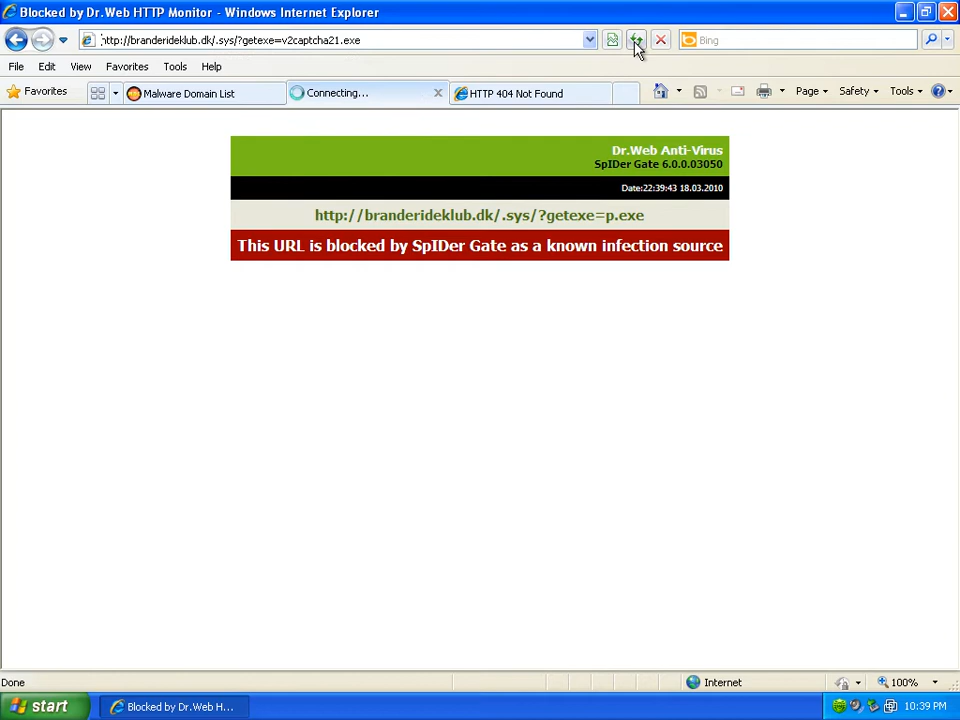 Blocked by Dr.Web HTTP Monitor - Windows Internet Explorer
http://branderideklub.dk/.sys/?getexe=v2captcha21.exe
Bing
File Edit View Favorites Tools Help
Favorites
Malware Domain List
Connecting...
HTTP 404 Not Found
Page Safety Tools
Dr.Web Anti-Virus
SpIDer Gate 6.0.0.03050
Date:22:39:43 18.03.2010
http://branderideklub.dk/.sys/?getexe=p.exe
This URL is blocked by SpIDer Gate as a known infection source
Done
Internet
100%
start
Blocked by Dr.Web H...
10:39 PM